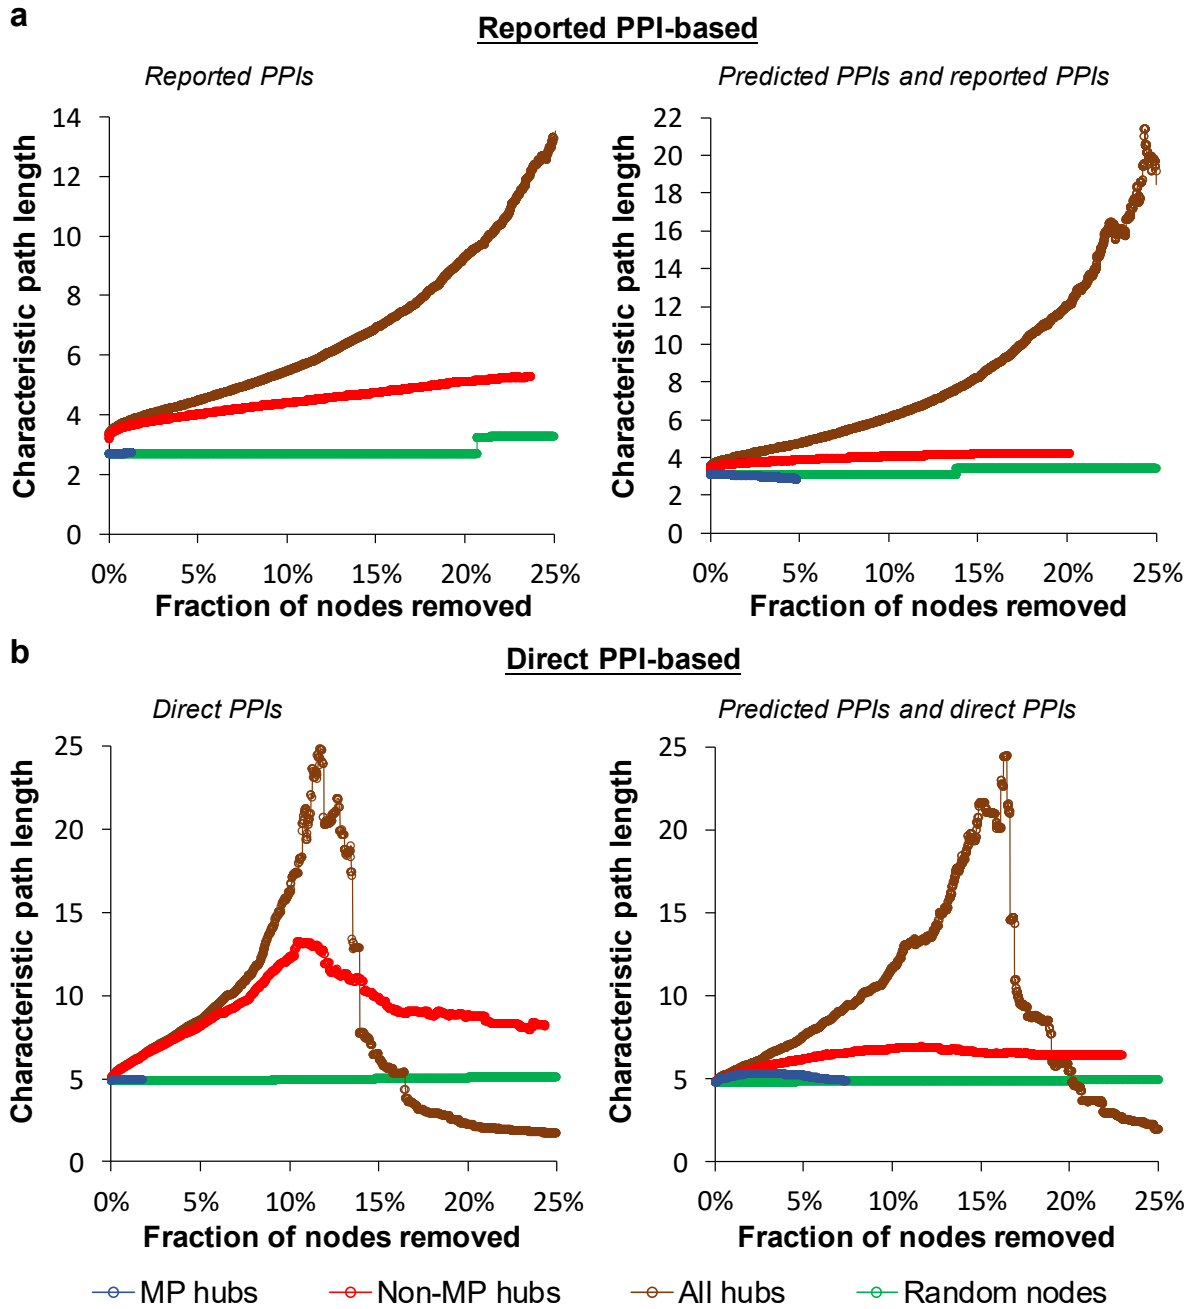 a
Reported PPI-based
Reported PPIs
Predicted PPIs and reported PPIs
Characteristic path length
14
12
10
8
6
4
2
0
0% 5% 10% 15% 20% 25%
Fraction of nodes removed
Characteristic path length
22
20
18
16
14
12
10
8
6
4
2
0
0% 5% 10% 15% 20% 25%
Fraction of nodes removed
b
Direct PPI-based
Direct PPIs
Predicted PPIs and direct PPIs
Characteristic path length
25
20
15
10
5
0
0% 5% 10% 15% 20% 25%
Fraction of nodes removed
Characteristic path length
25
20
15
10
5
0
0% 5% 10% 15% 20% 25%
Fraction of nodes removed
MP hubs Non-MP hubs All hubs Random nodes